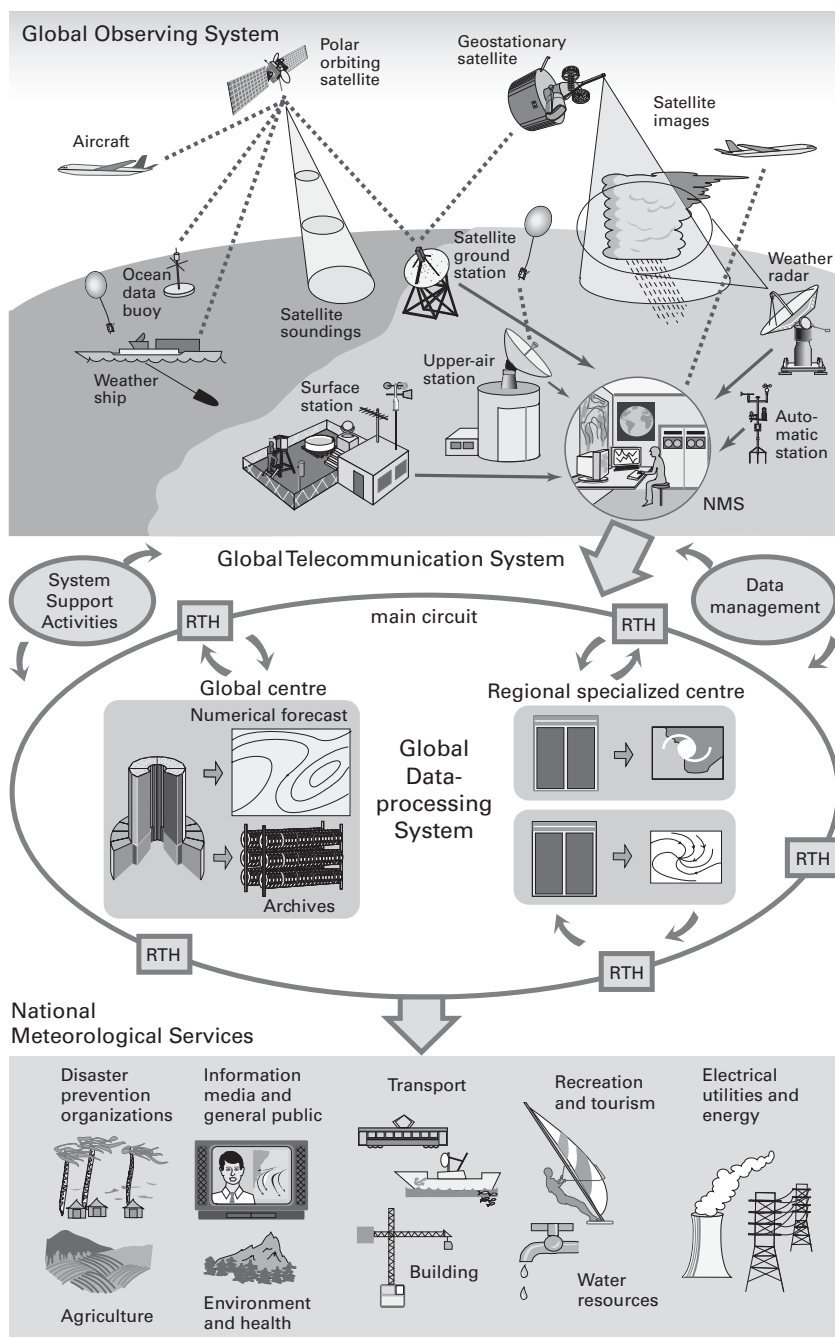 Global Observing System
Polar
orbiting
satellite
Geostationary
satellite
Satellite
images
Aircraft
Ocean
data
buoy
Satellite
soundings
Satellite
ground
station
Weather
radar
Weather
ship
Surface
station
Upper-air
station
Auto-
matic
station
NMS
Global Telecommunication System
System
Support
Activities
Data
management
RTH
main circuit
RTH
Global centre
Numerical forecast
Archives
Global
Data-
processing
System
Regional specialized centre
RTH
RTH
RTH
National
Meteorological Services
Disaster
prevention
organizations
Information
media and
general public
Transport
Recreation
and tourism
Electrical
utilities and
energy
Agriculture
Environment
and health
Building
Water
resources